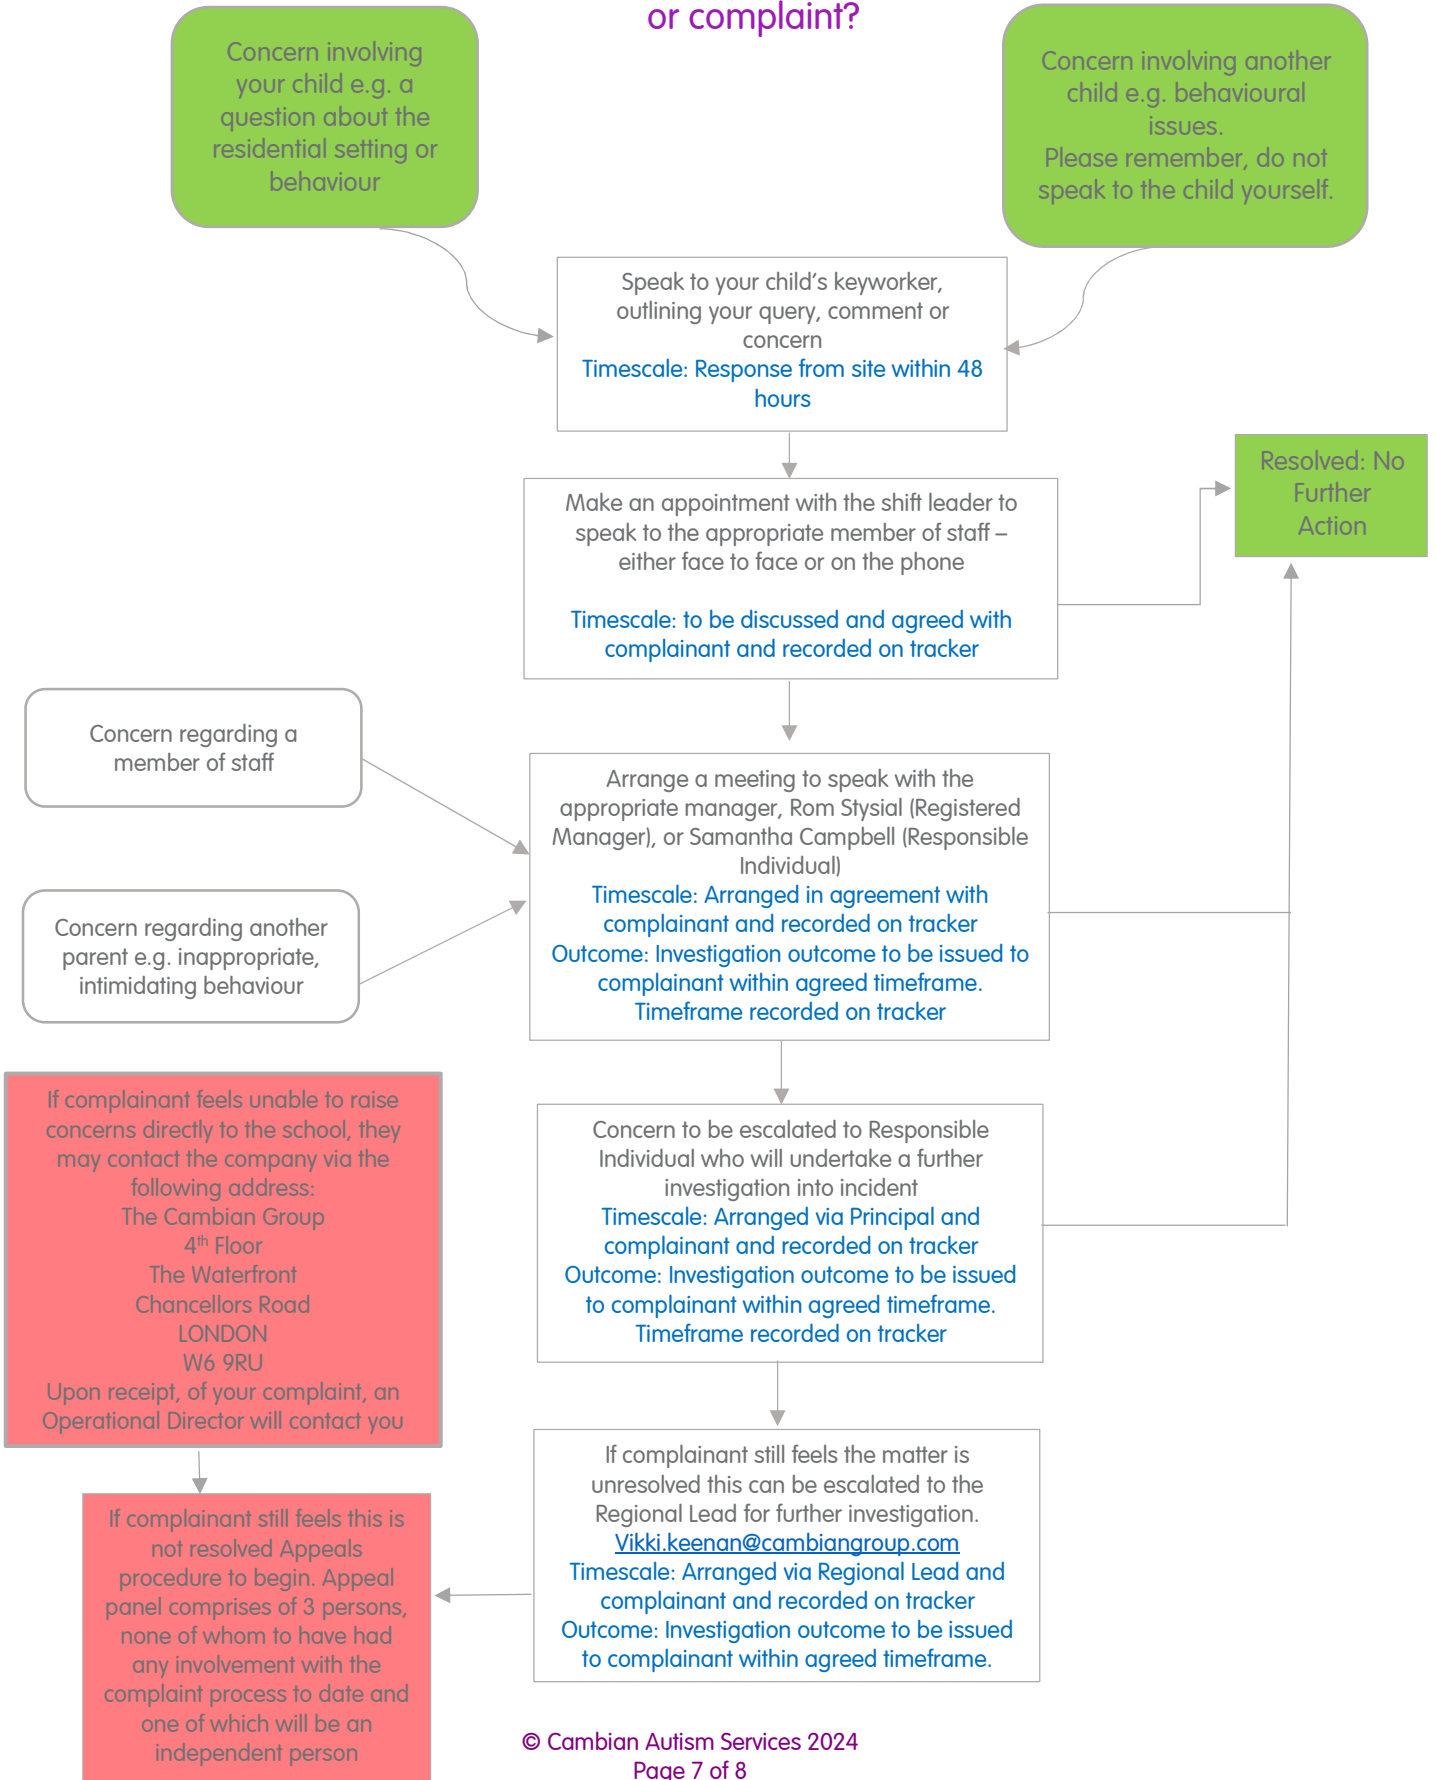 or complaint?
Concern involving
your child e.g. a
question about the
residential setting or
behaviour
Concern involving another
child e.g. behavioural
issues.
Please remember, do not
speak to the child yourself.
Speak to your child's keyworker,
outlining your query, comment or
concern
Timescale: Response from site within 48
hours
Resolved: No
Further
Action
Make an appointment with the shift leader to
speak to the appropriate member of staff –
either face to face or on the phone
Timescale: to be discussed and agreed with
complainant and recorded on tracker
Concern regarding a
member of staff
Arrange a meeting to speak with the
appropriate manager, Rom Stysial (Registered
Manager), or Samantha Campbell (Responsible
Individual)
Timescale: Arranged in agreement with
complainant and recorded on tracker
Outcome: Investigation outcome to be issued to
complainant within agreed timeframe.
Timeframe recorded on tracker
Concern regarding another
parent e.g. inappropriate,
intimidating behaviour
If complainant feels unable to raise
concerns directly to the school, they
may contact the company via the
following address:
The Cambian Group
4th Floor
The Waterfront
Chancellors Road
LONDON
W6 9RU
Upon receipt, of your complaint, an
Operational Director will contact you
Concern to be escalated to Responsible
Individual who will undertake a further
investigation into incident
Timescale: Arranged via Principal and
complainant and recorded on tracker
Outcome: Investigation outcome to be issued
to complainant within agreed timeframe.
Timeframe recorded on tracker
If complainant still feels the matter is
unresolved this can be escalated to the
Regional Lead for further investigation.
Vikki.keenan@cambiangroup.com
Timescale: Arranged via Regional Lead and
complainant and recorded on tracker
Outcome: Investigation outcome to be issued
to complainant within agreed timeframe.
If complainant still feels this is
not resolved Appeals
procedure to begin. Appeal
panel comprises of 3 persons,
none of whom to have had
any involvement with the
complaint process to date and
one of which will be an
independent person
© Cambian Autism Services 2024
Page 7 of 8